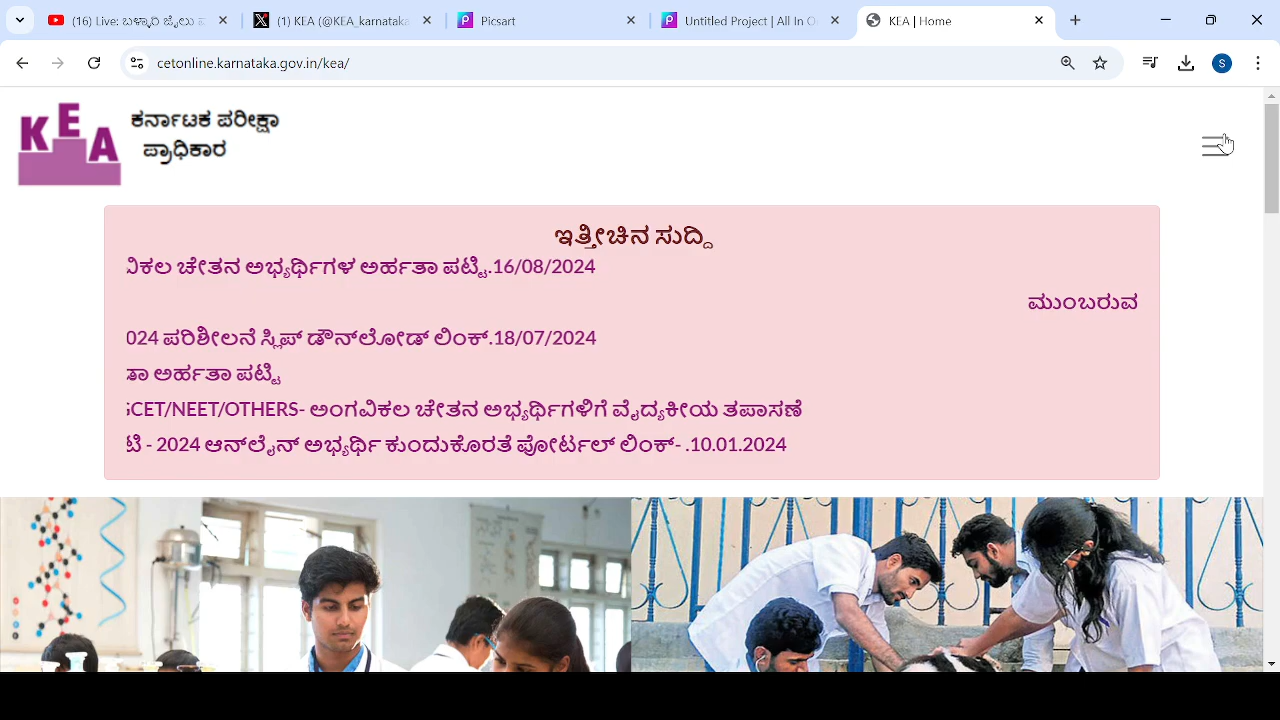 (16) Live: ಬಳ್ಳಾರಿ ಜೈಲು
(1) KEA (@KEA_karnataka
Picsart
Untitled Project | All In O
KEA | Home
cetonline.karnataka.gov.in/kea/
S
KEA
ಕರ್ನಾಟಕ ಪರೀಕ್ಷಾ
ಪ್ರಾಧಿಕಾರ
ಇತ್ತೀಚಿನ ಸುದ್ದಿ
ವಿಕಲ ಚೇತನ ಅಭ್ಯರ್ಥಿಗಳ ಅರ್ಹತಾ ಪಟ್ಟಿ.16/08/2024
ಮುಂಬರುವ
024 ಪರಿಶೀಲನೆ ಸ್ಲಿಪ್ ಡೌನ್‌ಲೋಡ್ ಲಿಂಕ್.18/07/2024
ಅರ್ಹತಾ ಪಟ್ಟಿ
CET/NEET/OTHERS- ಅಂಗವಿಕಲ ಚೇತನ ಅಭ್ಯರ್ಥಿಗಳಿಗೆ ವೈದ್ಯಕೀಯ ತಪಾಸಣೆ
ಟಿ - 2024 ಆನ್‌ಲೈನ್ ಅಭ್ಯರ್ಥಿ ಕುಂದುಕೊರತೆ ಪೋರ್ಟಲ್ ಲಿಂಕ್- .10.01.2024